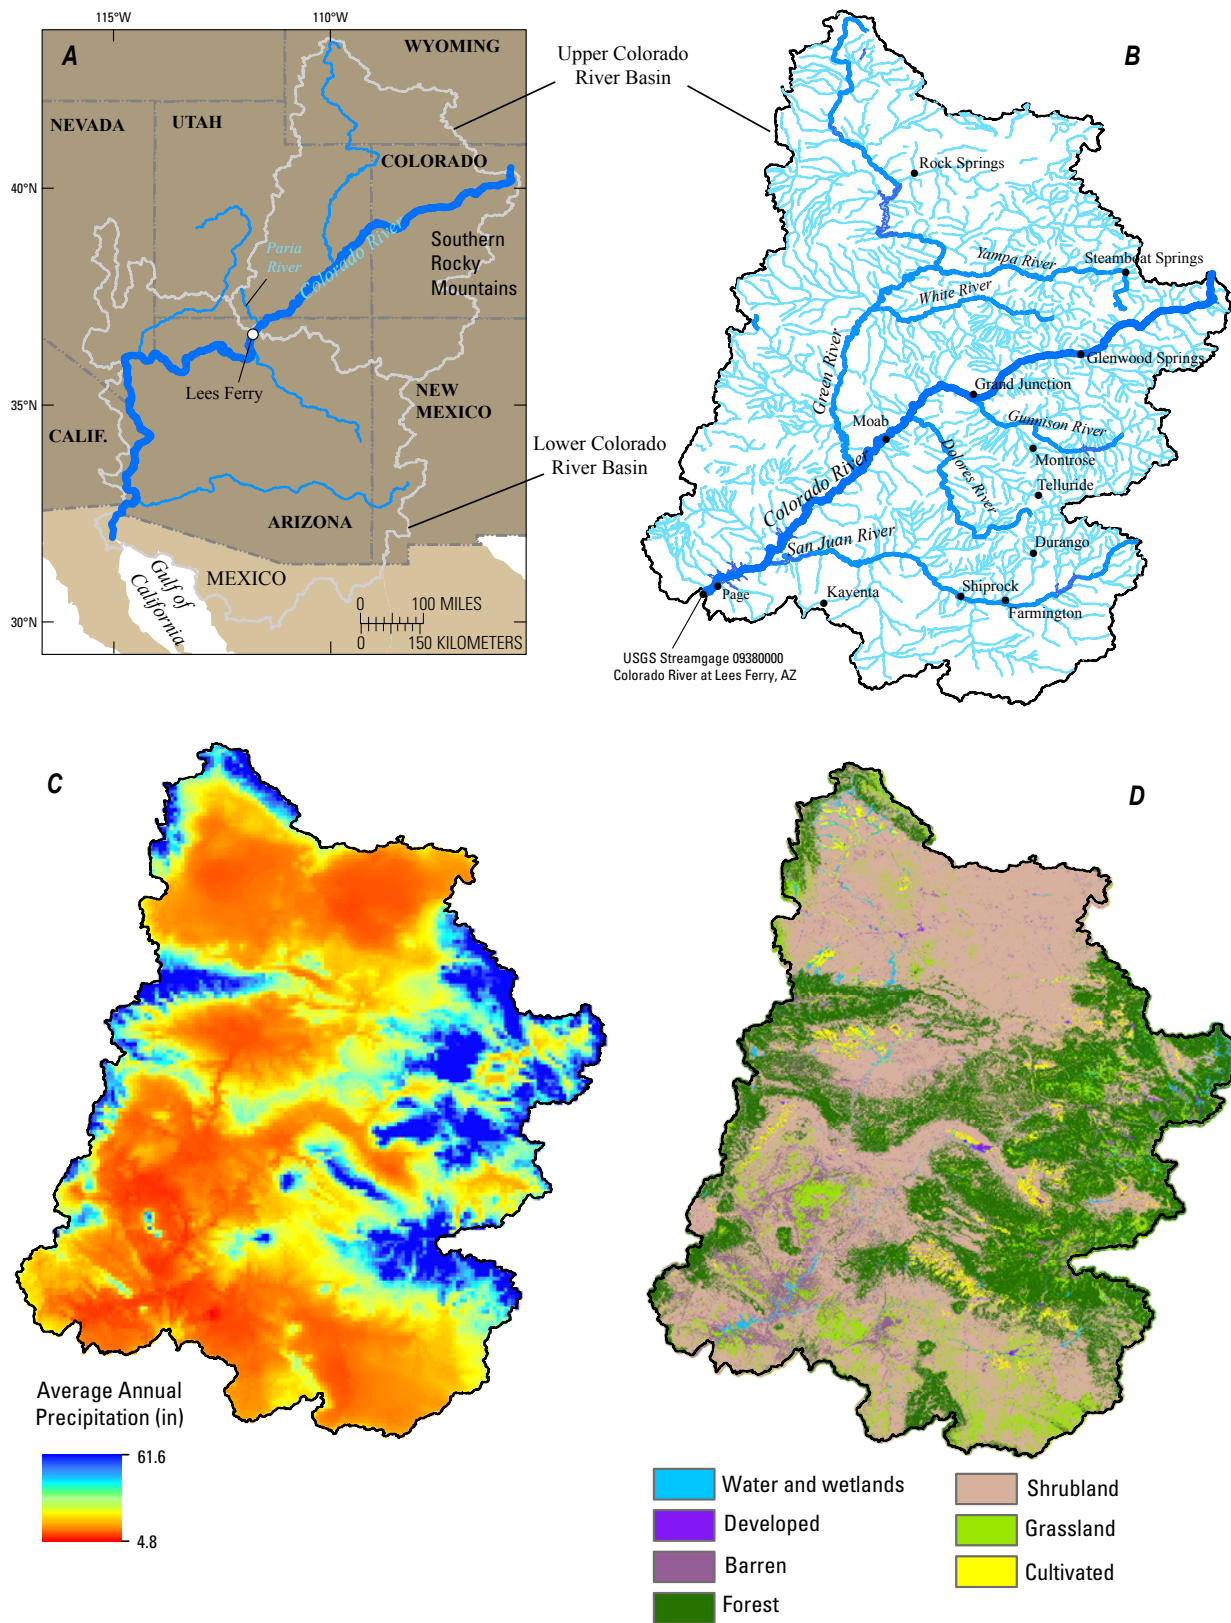 115°W
110°W
A
WYOMING
Upper Colorado
River Basin
NEVADA
UTAH
COLORADO
40°N
Paria
River
Colorado River
Southern
Rocky
Mountains
Lees Ferry
NEW
MEXICO
35°N
CALIF.
Lower Colorado
River Basin
ARIZONA
MEXICO
Gulf of
California
0
100 MILES
0
150 KILOMETERS
30°N
B
Rock Springs
Yampa River
Steamboat Springs
White River
Green River
Glenwood Springs
Grand Junction
Gunnison River
Moab
Montrose
Dolores River
Telluride
Colorado River
San Juan River
Durango
Page
Kayenta
Shiprock
Farmington
USGS Streamgage 09380000
Colorado River at Lees Ferry, AZ
C
Average Annual
Precipitation (in)
61.6
4.8
D
Water and wetlands
Developed
Barren
Forest
Shrubland
Grassland
Cultivated